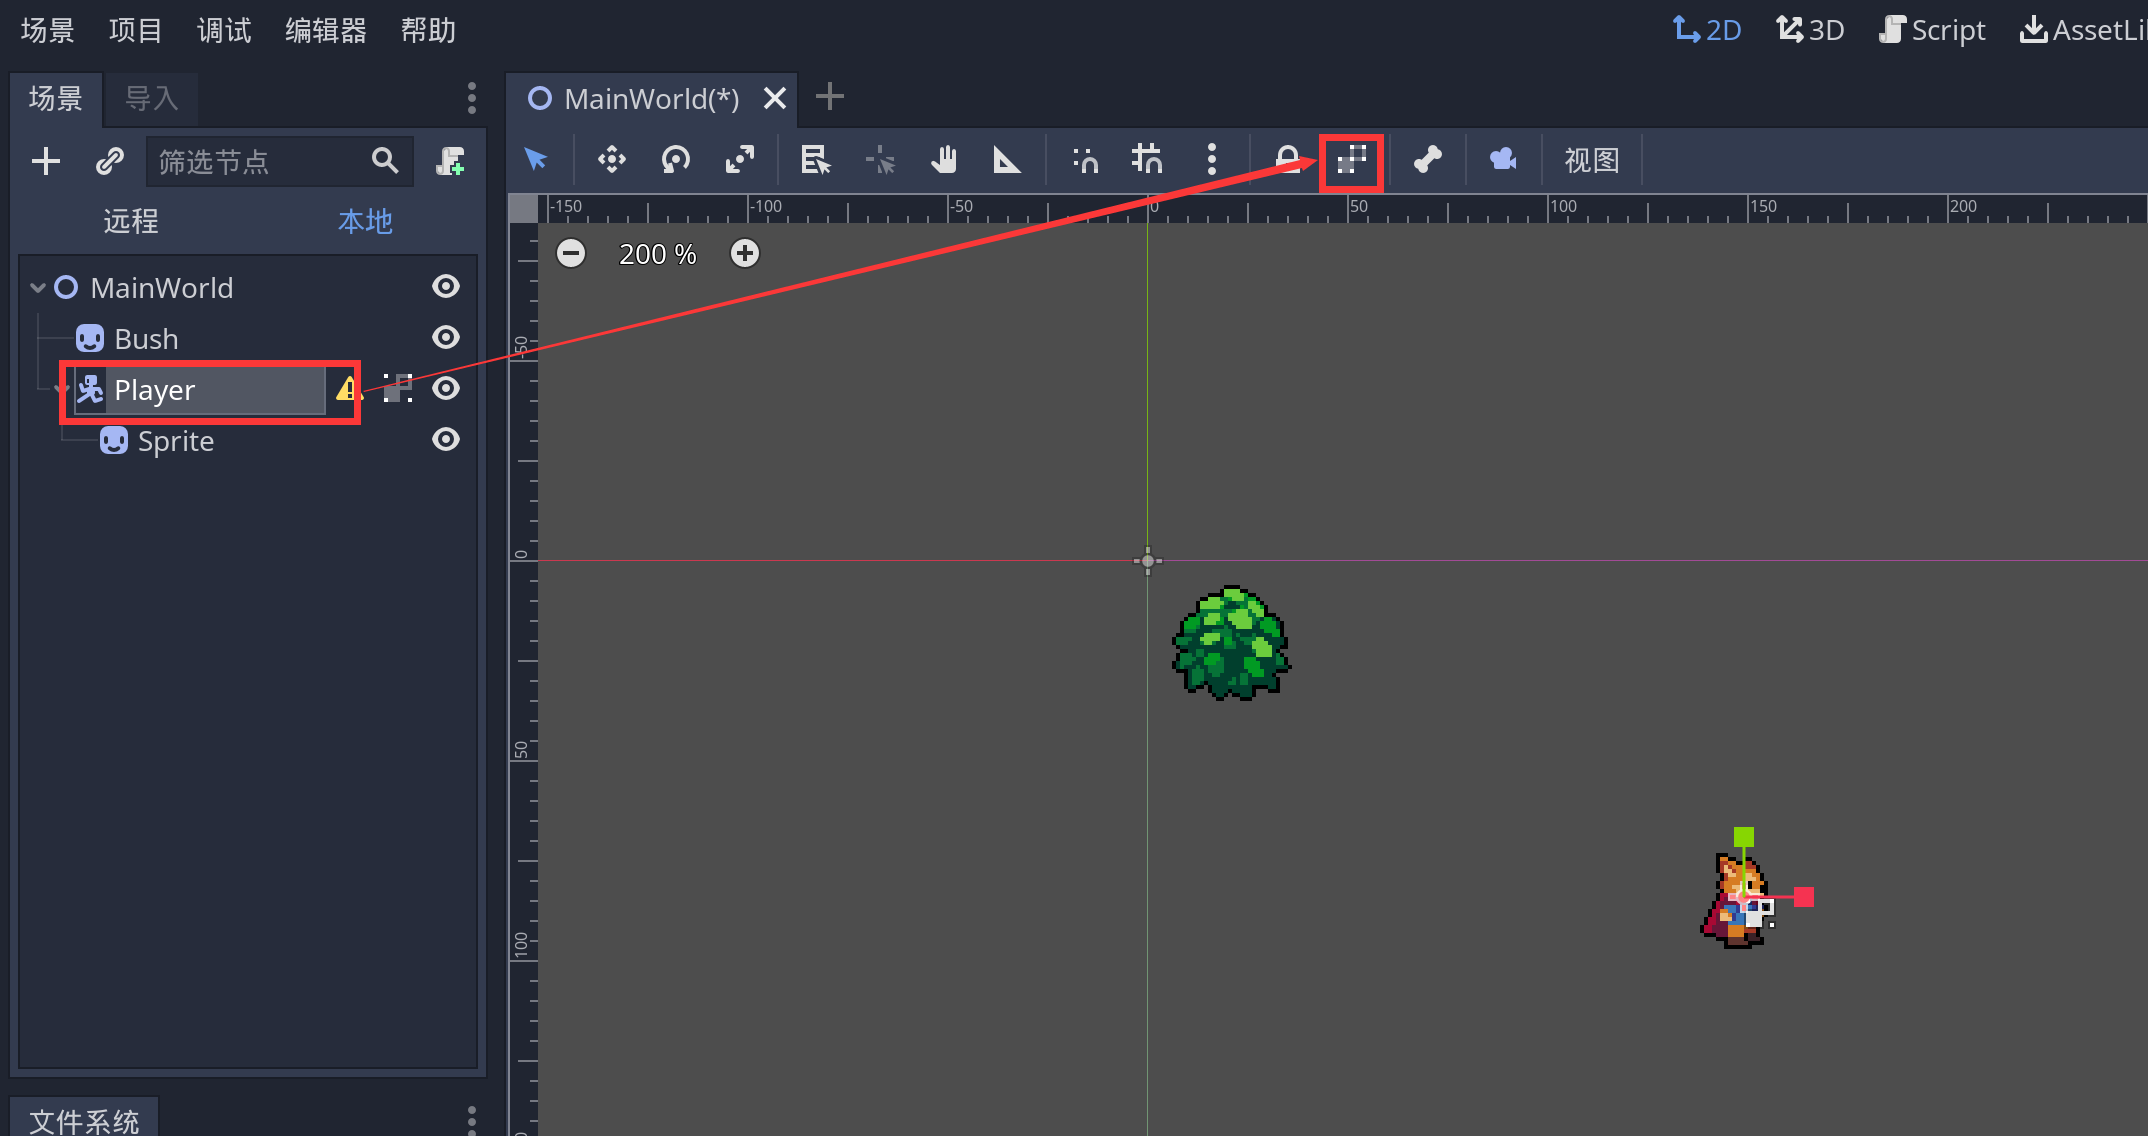 场景 项目 调试 编辑器 帮助
2D 3D Script AssetLi
场景 导入
MainWorld(*)
筛选节点
视图
远程 本地
-150 -100 -50 0 50 100 150 200
200 %
MainWorld
Bush
Player
Sprite
-50
0
50
100
文件系统